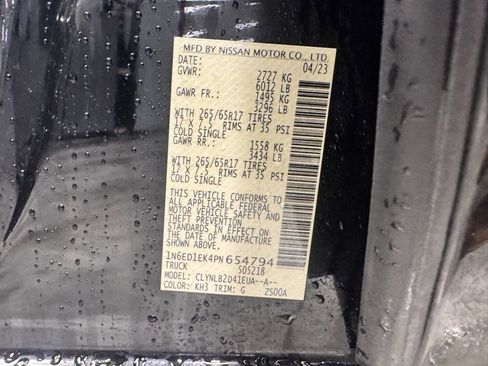 MFD BY NISSAN MOTOR CO., LTD.
DATE: 04/23
GVWR: 2727 KG
6012 LB
GAWR FR.: 1495 KG
3296 LB
WITH 265/65R17 TIRES
17 X 7.5, RIMS AT 35 PSI
COLD SINGLE
GAWR RR.: 1558 KG
3434 LB
WITH 265/65R17 TIRES
17 X 7.5, RIMS AT 35 PSI
COLD SINGLE
THIS VEHICLE CONFORMS TO
ALL APPLICABLE FEDERAL
MOTOR VEHICLE SAFETY AND
THEFT PREVENTION
STANDARDS IN EFFECT ON
THE DATE OF MANUFACTURE
SHOWN ABOVE.
1N6ED1EK4PN654794
TRUCK 505218
MODEL: CLYNLB2D41EUA--A--
COLOR: KH3 TRIM: G ZS00A